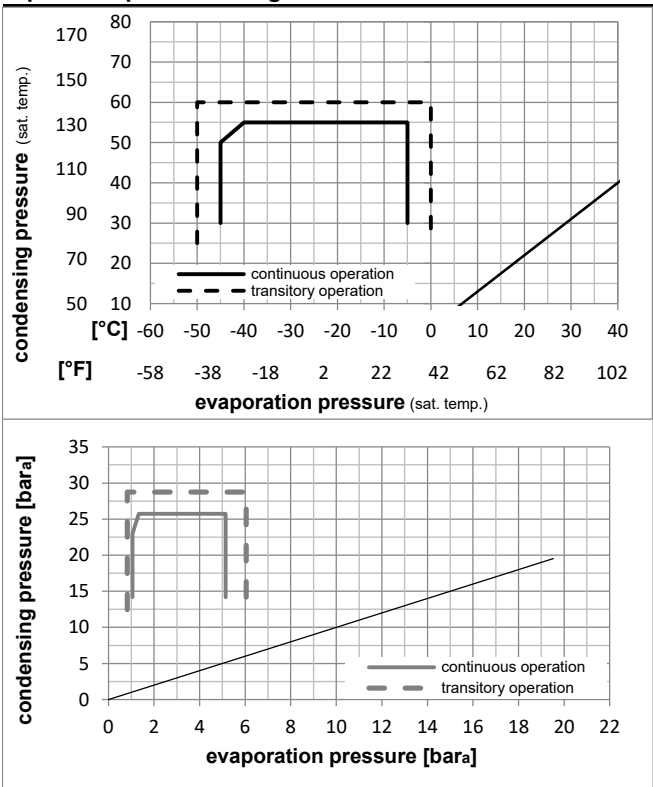 170 80
70
150 60
130 50
110 40
90 30
70 20
50 10
condensing pressure (sat. temp.)
continuous operation
transitory operation
[°C] -60 -50 -40 -30 -20 -10 0 10 20 30 40
[°F] -58 -38 -18 2 22 42 62 82 102
evaporation pressure (sat. temp.)
35
30
25
20
15
10
5
0
condensing pressure [bara]
continuous operation
transitory operation
0 2 4 6 8 10 12 14 16 18 20 22
evaporation pressure [bara]